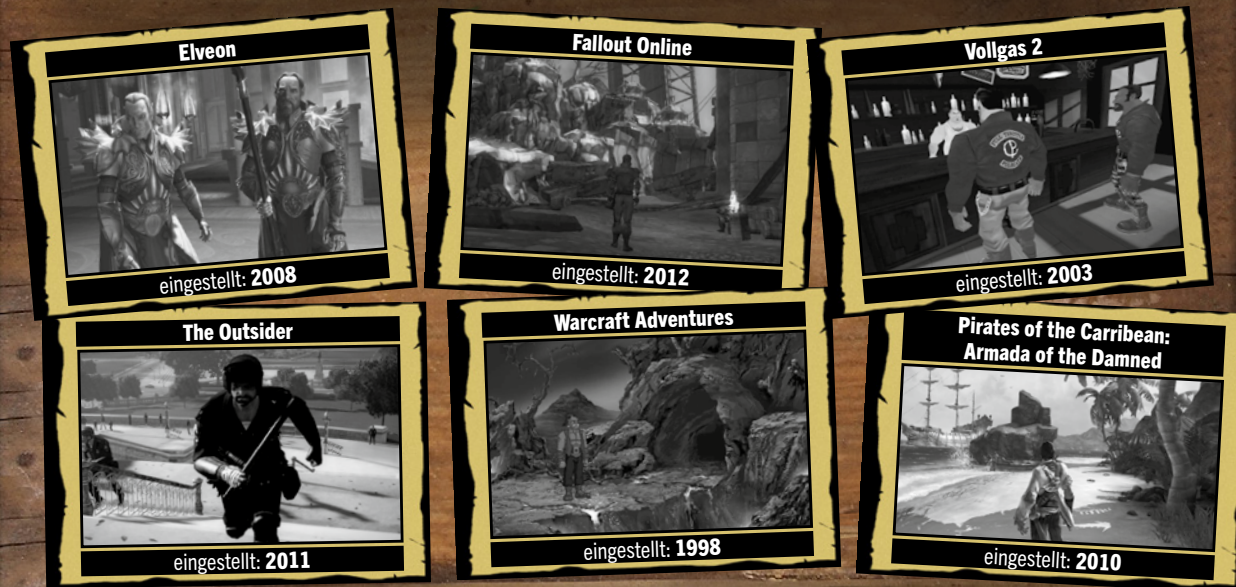 Elveon
eingestellt: 2008
Fallout Online
eingestellt: 2012
Vollgas 2
eingestellt: 2003
The Outsider
eingestellt: 2011
Warcraft Adventures
eingestellt: 1998
Pirates of the Carribean:
Armada of the Damned
eingestellt: 2010